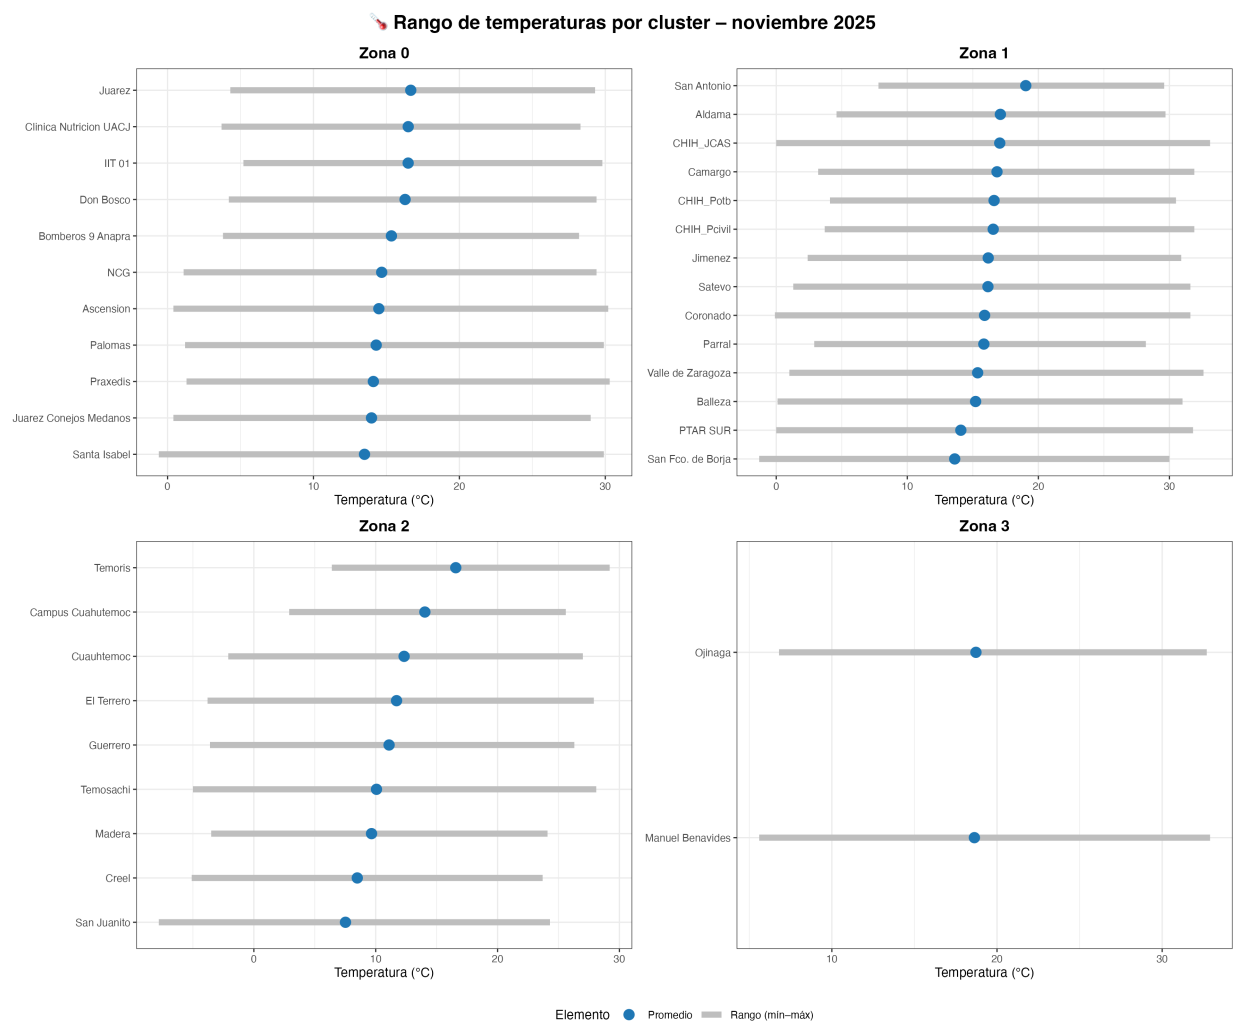 🌡️ Rango de temperaturas por cluster – noviembre 2025
Zona 0
Juarez
Clinica Nutricion UACJ
IIT 01
Don Bosco
Bomberos 9 Anapra
NCG
Ascension
Palomas
Praxedis
Juarez Conejos Medanos
Santa Isabel
0 10 20 30
Temperatura (°C)
Zona 1
San Antonio
Aldama
CHIH_JCAS
Camargo
CHIH_Potb
CHIH_Pcivil
Jimenez
Satevo
Coronado
Parral
Valle de Zaragoza
Balleza
PTAR SUR
San Fco. de Borja
0 10 20 30
Temperatura (°C)
Zona 2
Temoris
Campus Cuahutemoc
Cuauhtemoc
El Terrero
Guerrero
Temosachi
Madera
Creel
San Juanito
0 10 20 30
Temperatura (°C)
Zona 3
Ojinaga
Manuel Benavides
10 20 30
Temperatura (°C)
Elemento Promedio Rango (mín–máx)